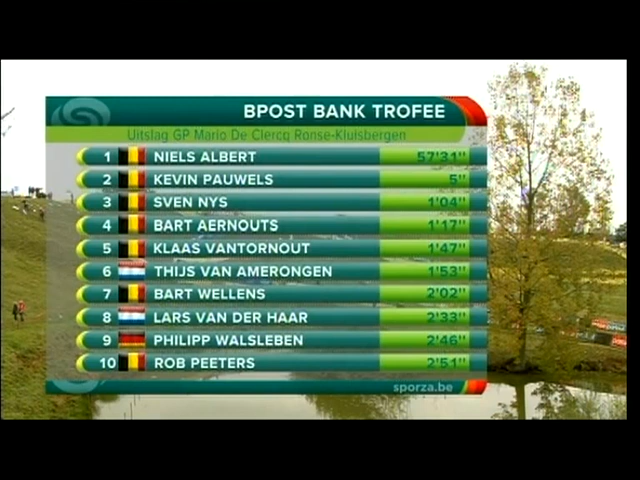 BPOST BANK TROFEE
Uitslag GP Mario De Clercq Ronse-Kluisbergen
1 NIELS ALBERT 57'31''
2 KEVIN PAUWELS 5''
3 SVEN NYS 1'04''
4 BART AERNOUTS 1'17''
5 KLAAS VANTORNOUT 1'47''
6 THIJS VAN AMERONGEN 1'53''
7 BART WELLENS 2'02''
8 LARS VAN DER HAAR 2'33''
9 PHILIPP WALSLEBEN 2'46''
10 ROB PEETERS 2'51''
sporza.be